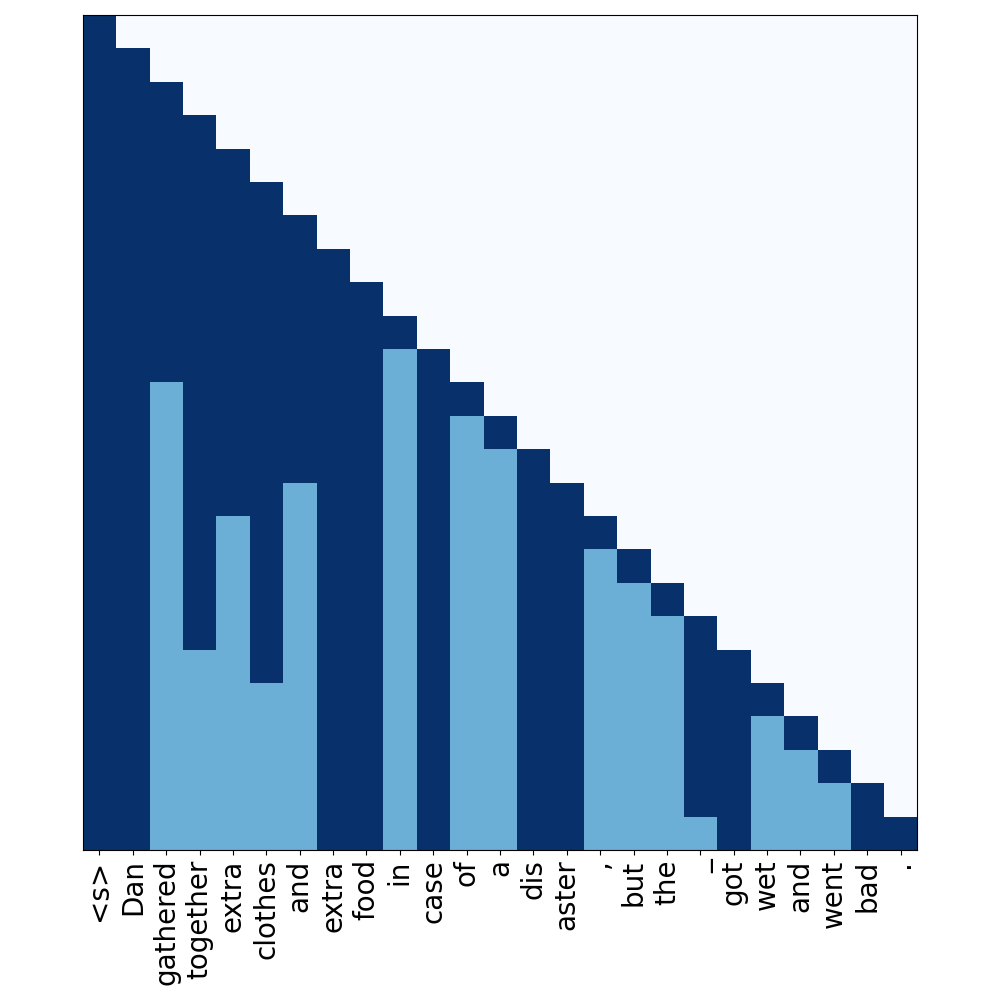 <s>
Dan
gathered
together
extra
clothes
and
extra
food
in
case
of
a
dis
aster
,
but
the
_
got
wet
and
went
bad
.